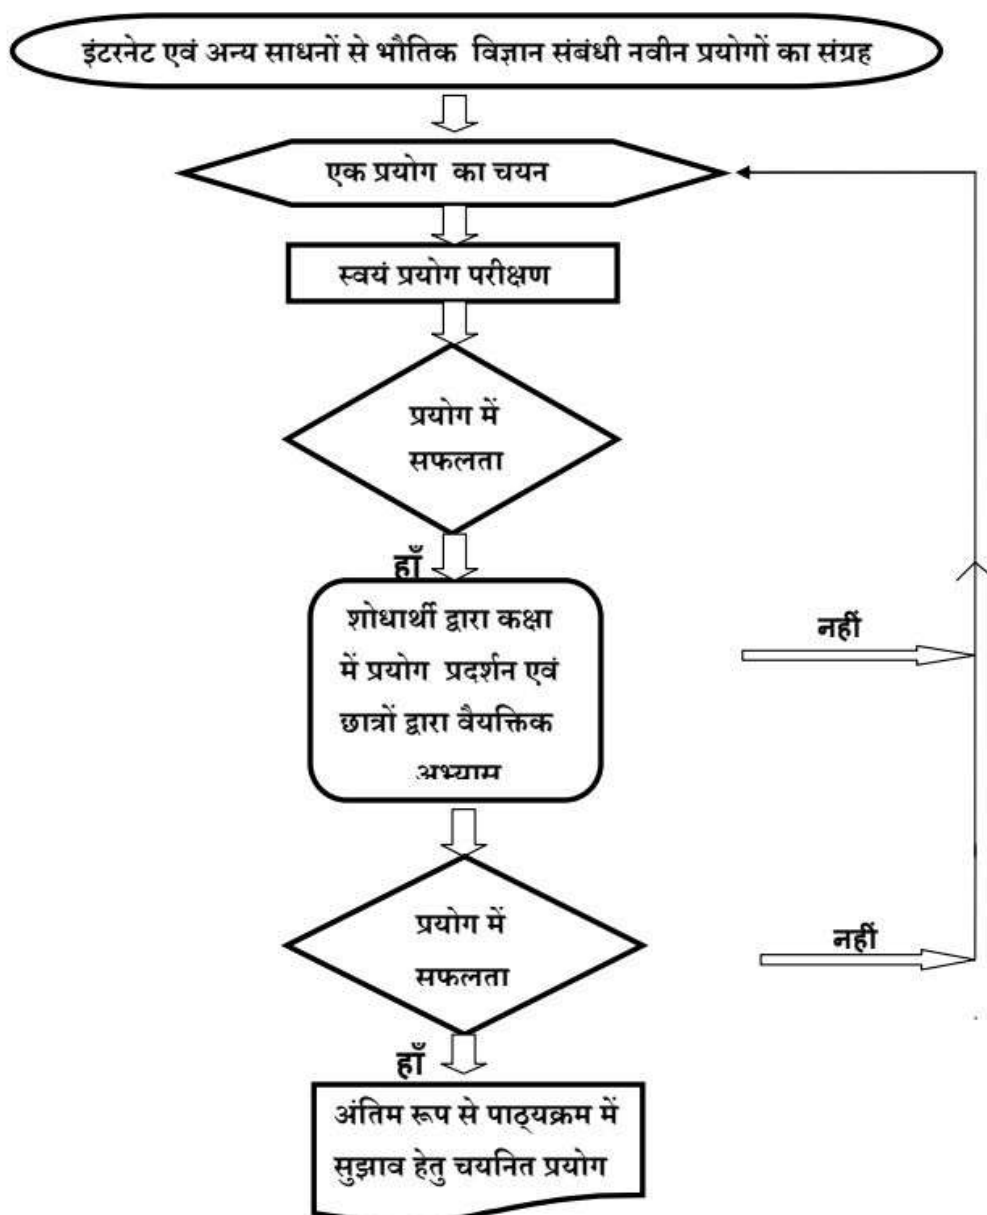 इंटरनेट एवं अन्य साधनों से भौतिक विज्ञान संबंधी नवीन प्रयोगों का संग्रह
एक प्रयोग का चयन
स्वयं प्रयोग परीक्षण
प्रयोग में
सफलता
हाँ
शोधार्थी द्वारा कक्षा
में प्रयोग प्रदर्शन एवं
छात्रों द्वारा वैयक्तिक
अभ्यास
नहीं
प्रयोग में
सफलता
नहीं
हाँ
अंतिम रूप से पाठ्यक्रम में
सुझाव हेतु चयनित प्रयोग